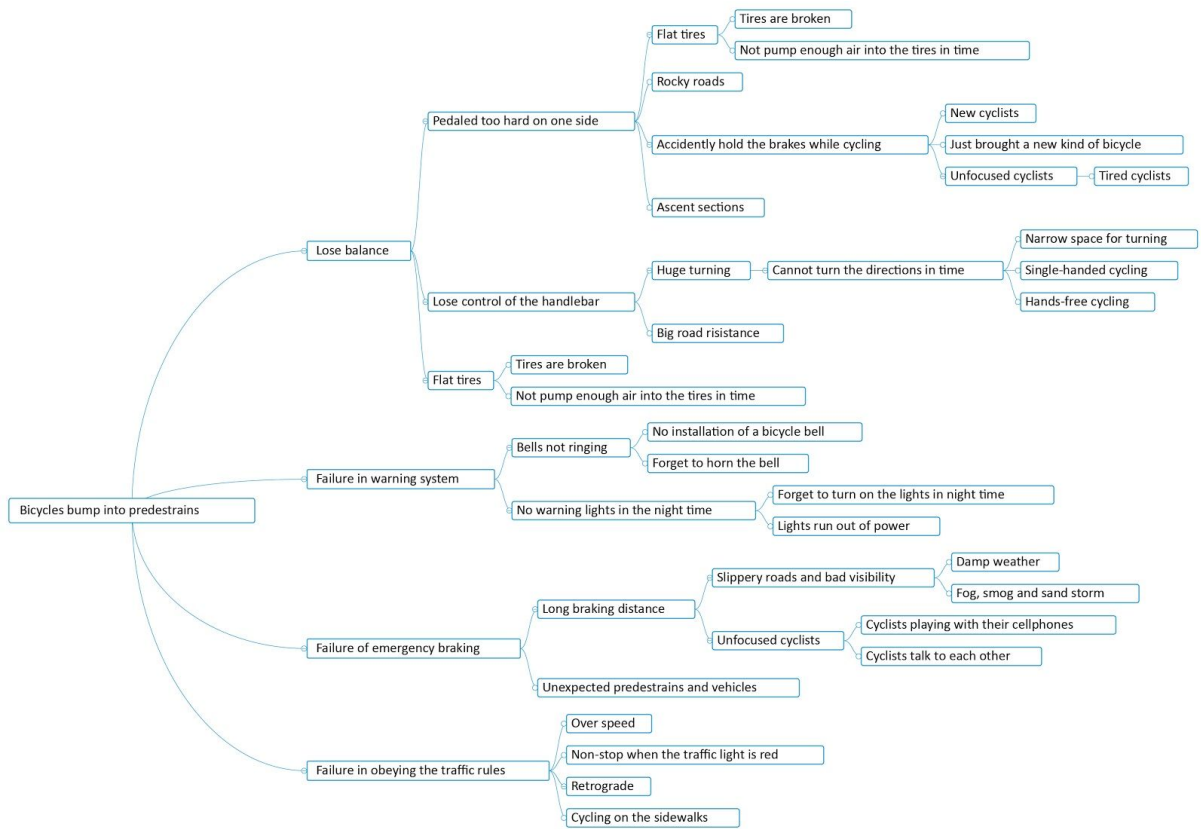 Bicycles bump into predestrains
Lose balance
Pedaled too hard on one side
Flat tires
Tires are broken
Not pump enough air into the tires in time
Rocky roads
Accidently hold the brakes while cycling
New cyclists
Just brought a new kind of bicycle
Unfocused cyclists
Tired cyclists
Ascent sections
Lose control of the handlebar
Huge turning
Cannot turn the directions in time
Narrow space for turning
Single-handed cycling
Hands-free cycling
Big road risistance
Flat tires
Tires are broken
Not pump enough air into the tires in time
Failure in warning system
Bells not ringing
No installation of a bicycle bell
Forget to horn the bell
No warning lights in the night time
Forget to turn on the lights in night time
Lights run out of power
Failure of emergency braking
Long braking distance
Slippery roads and bad visibility
Damp weather
Fog, smog and sand storm
Unfocused cyclists
Cyclists playing with their cellphones
Cyclists talk to each other
Unexpected predestrains and vehicles
Failure in obeying the traffic rules
Over speed
Non-stop when the traffic light is red
Retrograde
Cycling on the sidewalks